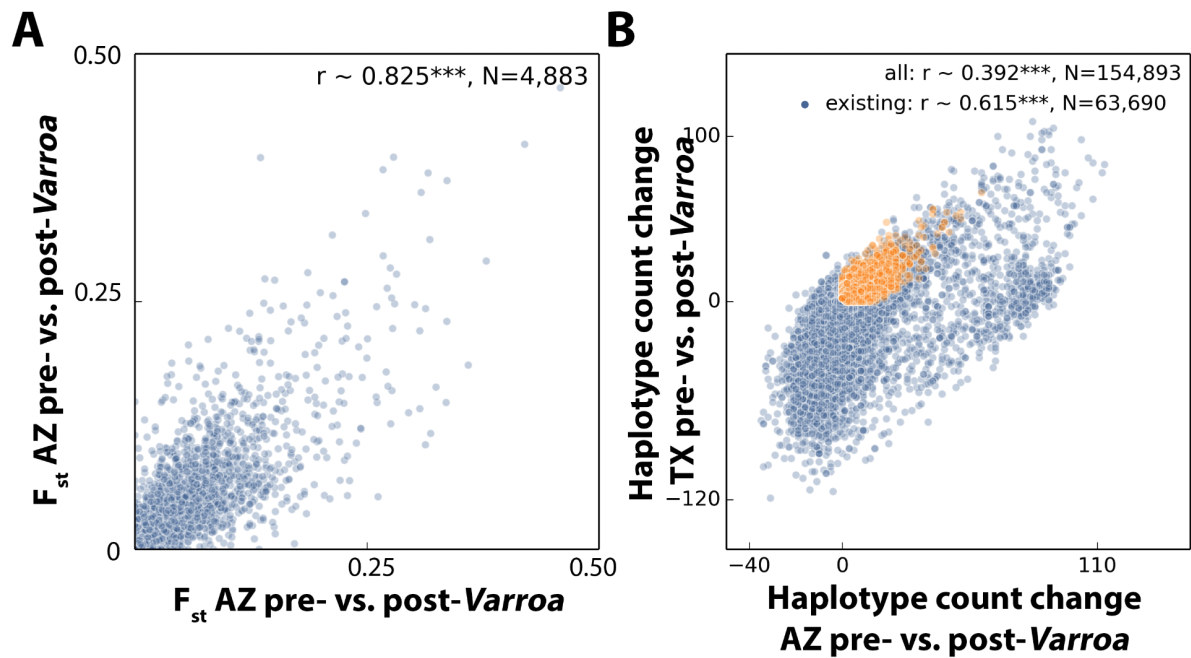 A
B
0.50
r ~ 0.825***, N=4,883
F_st AZ pre- vs. post-Varroa
0.25
0
0.25
0.50
F_st AZ pre- vs. post-Varroa
all: r ~ 0.392***, N=154,893
existing: r ~ 0.615***, N=63,690
Haplotype count change
TX pre- vs. post-Varroa
100
0
−120
−40
0
110
Haplotype count change
AZ pre- vs. post-Varroa